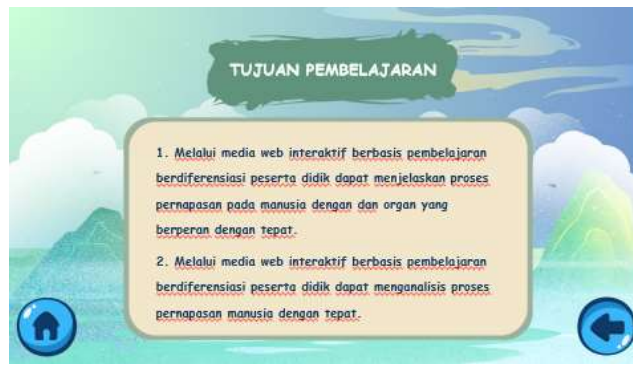 TUJUAN PEMBELAJARAN
1. Melalui media web interaktif berbasis pembelajaran
berdiferensiasi peserta didik dapat menjelaskan proses
pernapasan pada manusia dengan dan organ yang
berperan dengan tepat.
2. Melalui media web interaktif berbasis pembelajaran
berdiferensiasi peserta didik dapat menganalisis proses
pernapasan manusia dengan tepat.